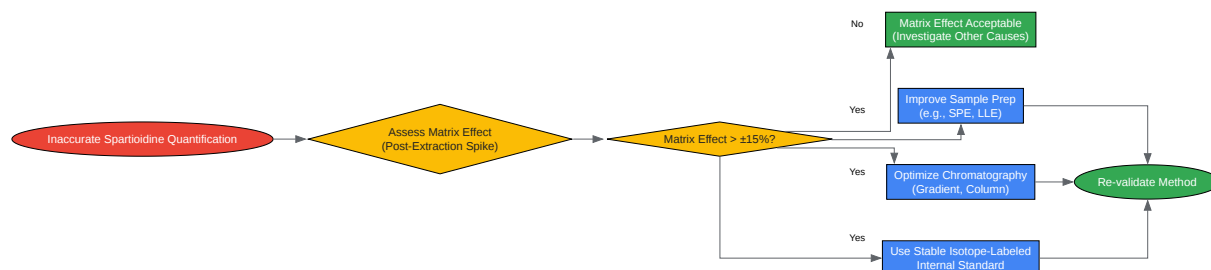 Inaccurate Spartioidine Quantification
Assess Matrix Effect
(Post-Extraction Spike)
Matrix Effect > ±15%?
No
Matrix Effect Acceptable
(Investigate Other Causes)
Yes
Improve Sample Prep
(e.g., SPE, LLE)
Yes
Optimize Chromatography
(Gradient, Column)
Yes
Use Stable Isotope-Labeled
Internal Standard
Re-validate Method